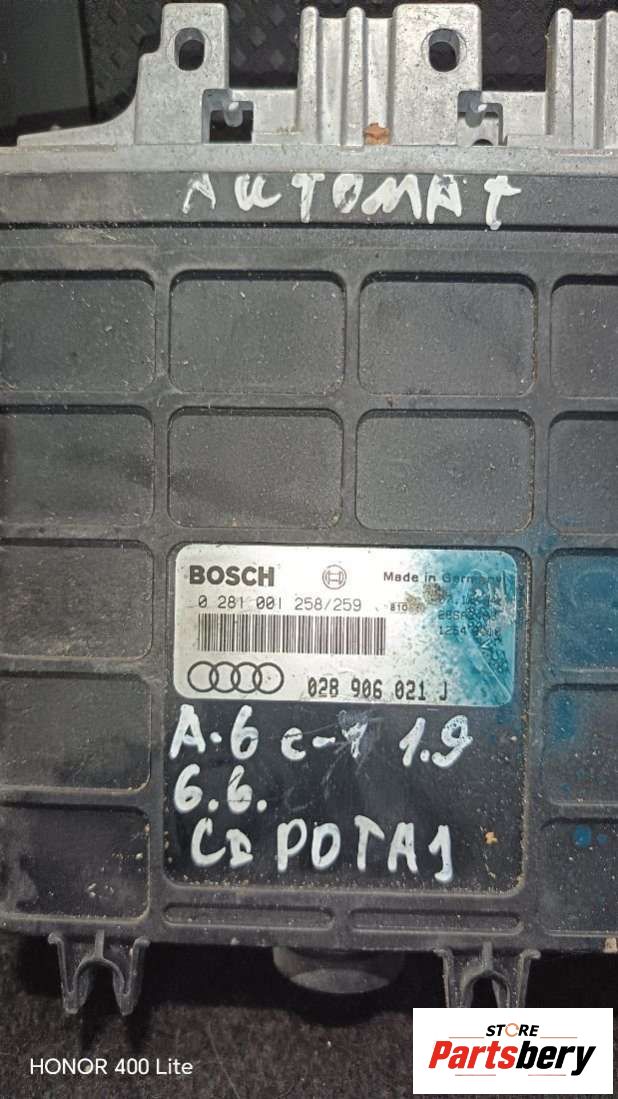 AUTOMAT
BOSCH
Made in Germany
0 281 001 258/259
028 906 021 J
A-6 c-4 1.9
6.6.
CD POTA1
STORE
Partsbery
HONOR 400 Lite